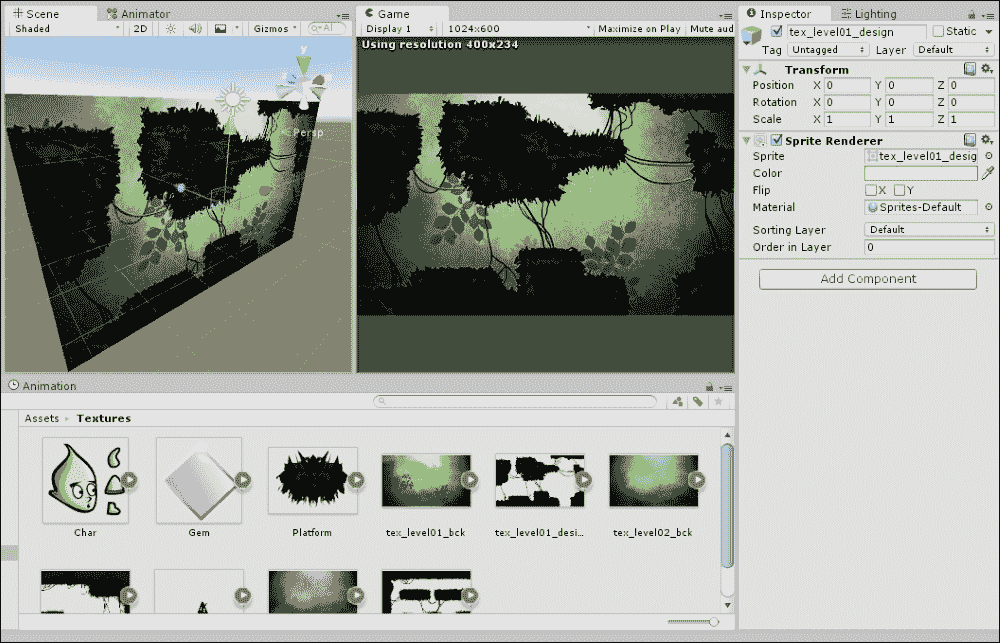 Scene
Animator
Game
Inspector
Lighting
Shaded
2D
Gizmos
All
Display 1
1024x600
Maximize on Play
Mute aud
tex_level01_design
Static
Using resolution 400x234
Tag
Untagged
Layer
Default
y
Persp
Transform
Position
X 0
Y 0
Z 0
Rotation
X 0
Y 0
Z 0
Scale
X 1
Y 1
Z 1
Sprite Renderer
Sprite
tex_level01_desig
Color
Flip
X
Y
Material
Sprites-Default
Sorting Layer
Default
Order in Layer
0
Add Component
Animation
Assets
Textures
Char
Gem
Platform
tex_level01_bck
tex_level01_desi...
tex_level02_bck